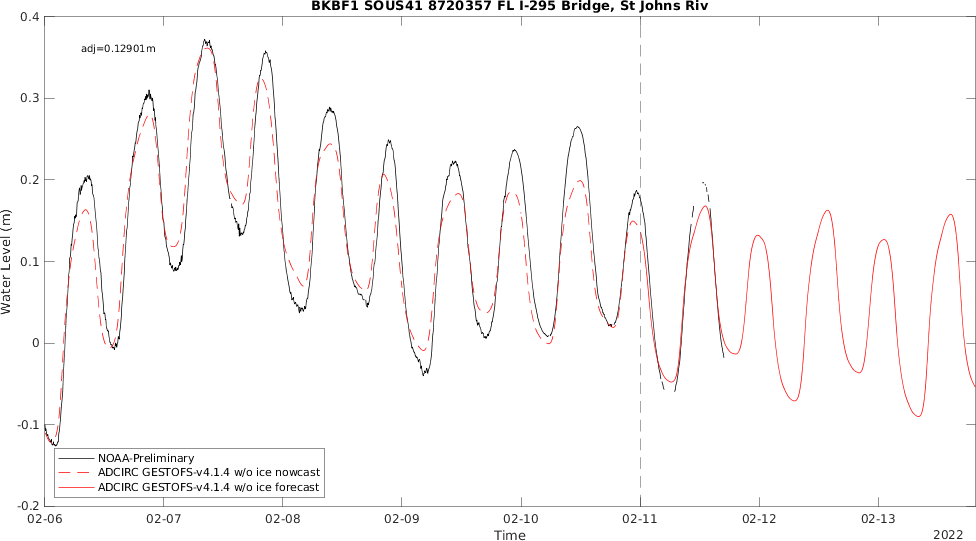 BKBF1 SOUS41 8720357 FL I-295 Bridge, St Johns Riv
0.4
adj=0.12901m
0.3
0.2
0.1
0
-0.1
-0.2
Water Level (m)
NOAA-Preliminary
ADCIRC GESTOFS-v4.1.4 w/o ice nowcast
ADCIRC GESTOFS-v4.1.4 w/o ice forecast
02-06 02-07 02-08 02-09 02-10 02-11 02-12 02-13
Time
2022